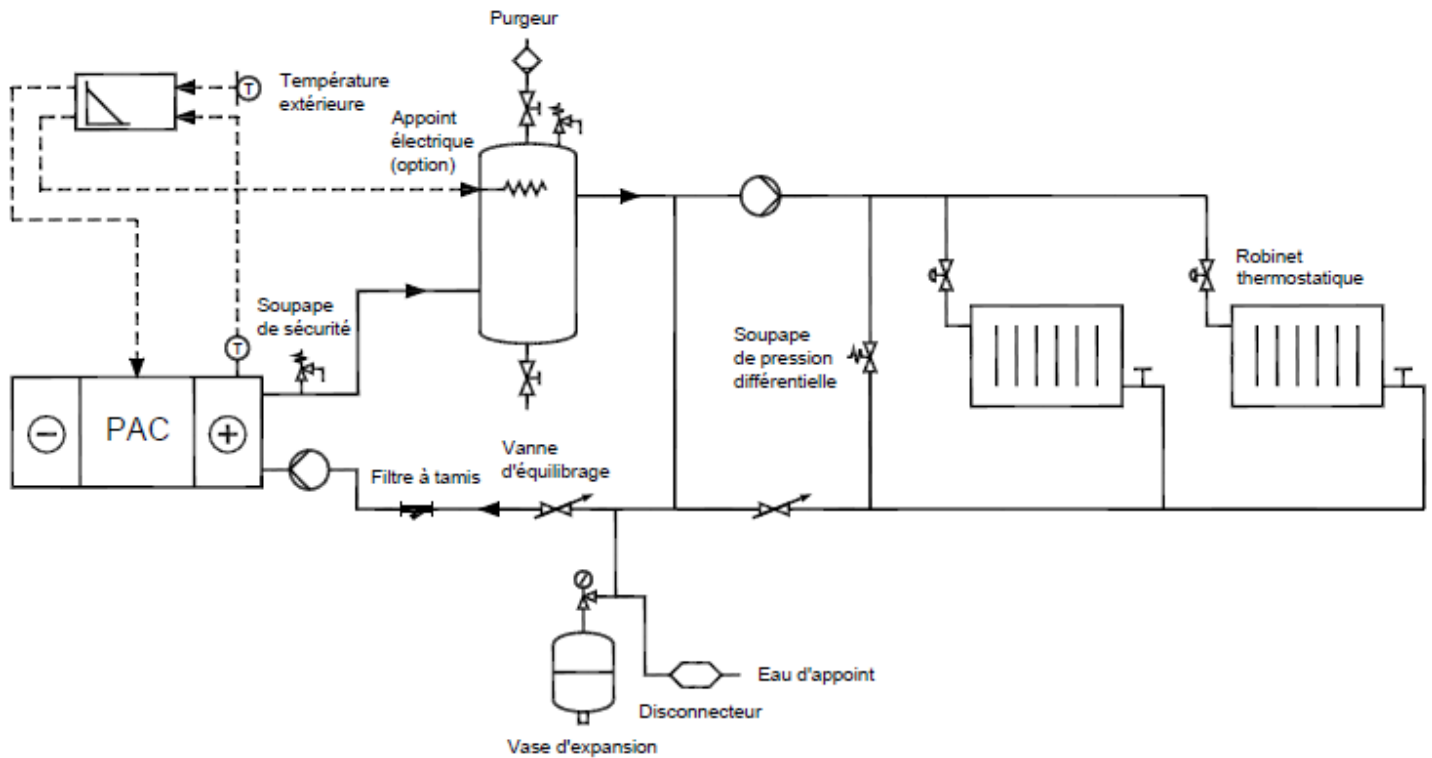 Purgeur
T
Température
extérieure
Appoint
électrique
(option)
Soupape
de sécurité
T
Robinet
thermostatique
Soupape
de pression
différentielle
PAC
Filtre à tamis
Vanne
d'équilibrage
Eau d'appoint
Disconnecteur
Vase d'expansion